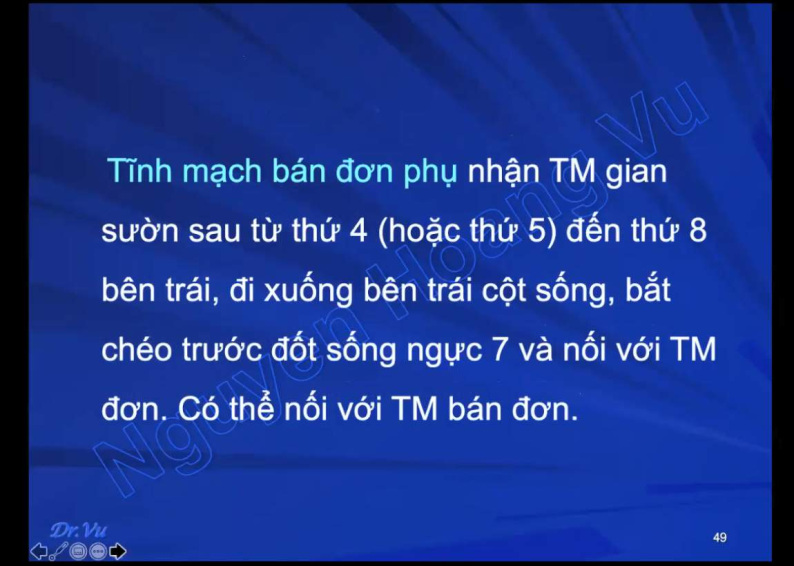 Tĩnh mạch bán đơn phụ nhận TM gian
sườn sau từ thứ 4 (hoặc thứ 5) đến thứ 8
bên trái, đi xuống bên trái cột sống, bắt
chéo trước đốt sống ngực 7 và nối với TM
đơn. Có thể nối với TM bán đơn.
Nguyen Hoang Vu
Dr.Vu
49